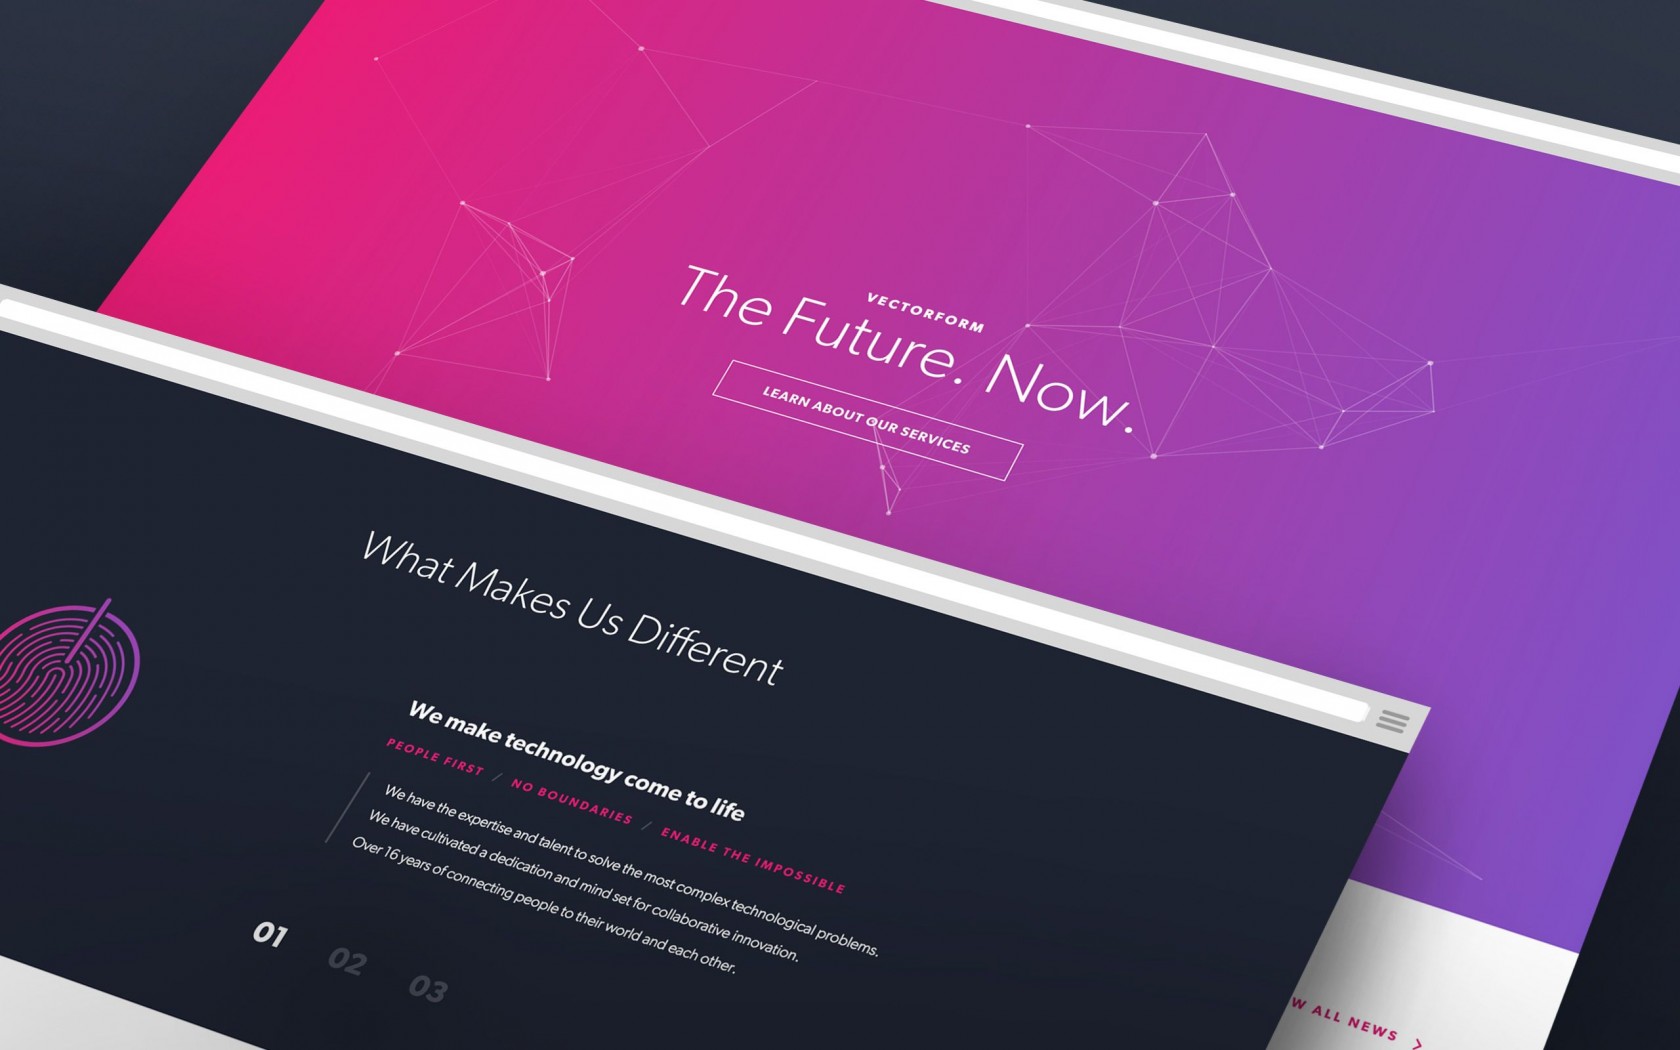 VECTORFORM
The Future. Now.
LEARN ABOUT OUR SERVICES
What Makes Us Different
We make technology come to life
PEOPLE FIRST / NO BOUNDARIES / ENABLE THE IMPOSSIBLE
We have the expertise and talent to solve the most complex technological problems.
We have cultivated a dedication and mind set for collaborative innovation.
Over 16 years of connecting people to their world and each other.
01 02 03
W ALL NEWS >